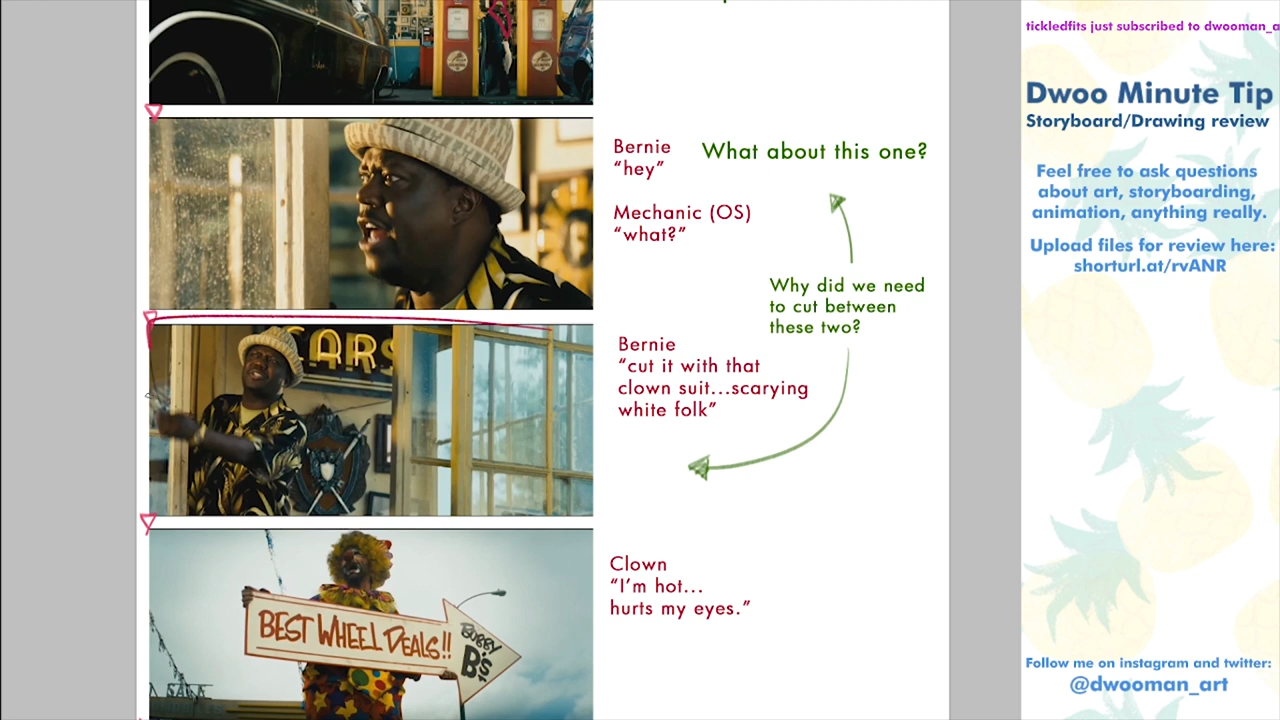 tickledfits just subscribed to dwooman_a
Dwoo Minute Tip
Storyboard/Drawing review
Feel free to ask questions
about art, storyboarding,
animation, anything really.
Upload files for review here:
shorturl.at/rvANR
Bernie
“hey”
What about this one?
Mechanic (OS)
“what?”
Why did we need
to cut between
these two?
CARS
Bernie
“cut it with that
clown suit...scarying
white folk”
Clown
“I’m hot...
hurts my eyes.”
BEST WHEEL DEALS!!
BUBBY
B's
Follow me on instagram and twitter:
@dwooman_art